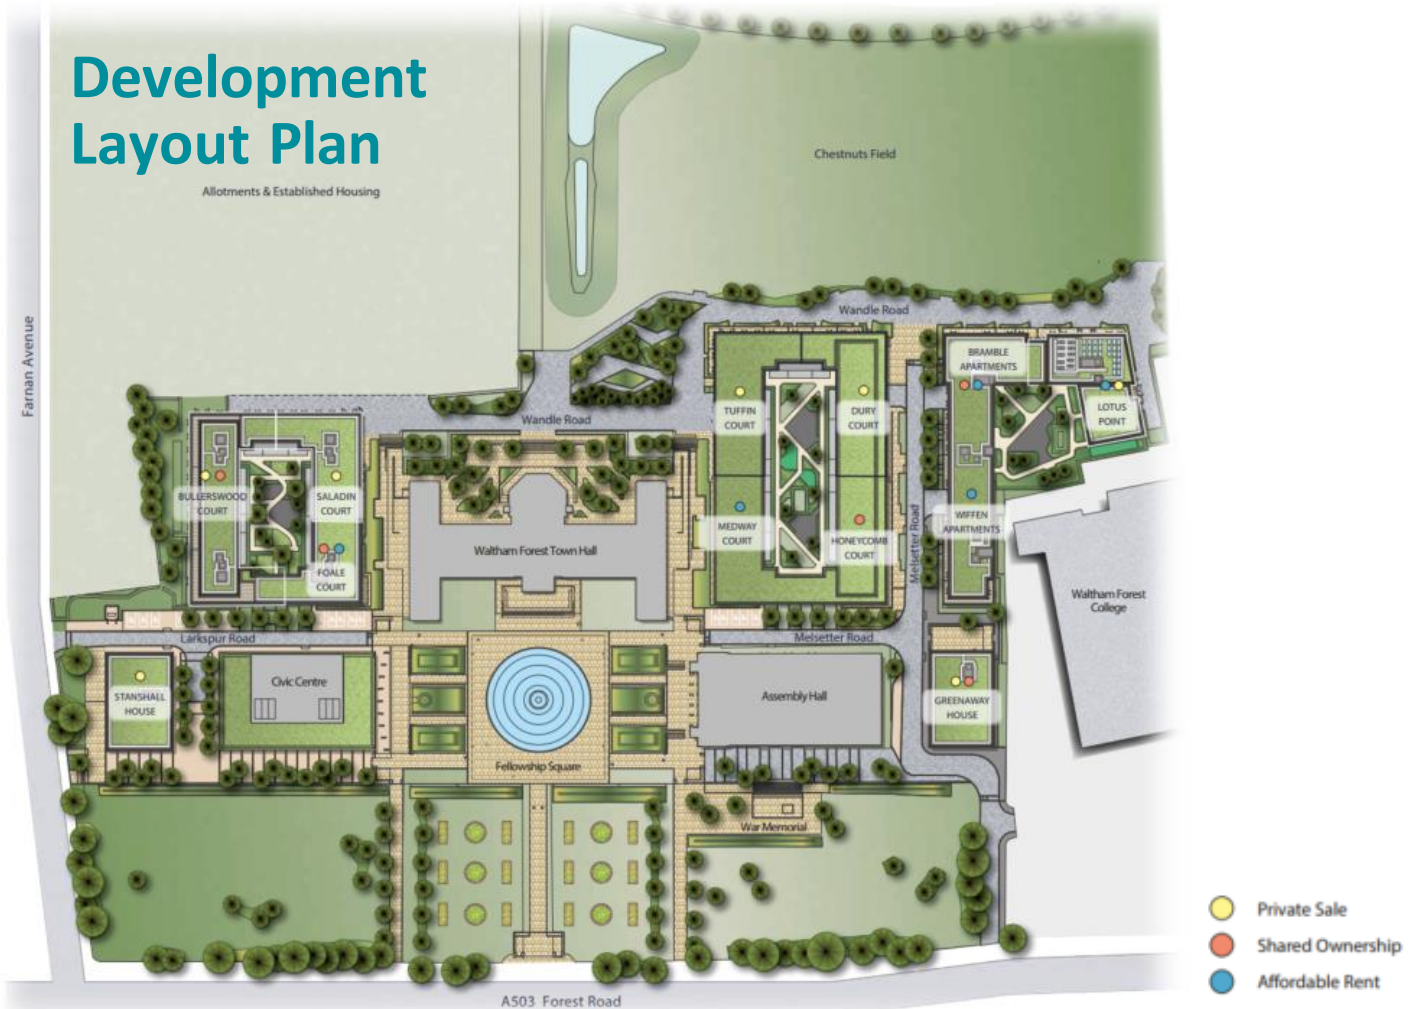 Development
Layout Plan
Allotments & Established Housing
Chestnuts Field
Farnan Avenue
Wandle Road
Wandle Road
BRAMBLE
APARTMENTS
LOTUS
POINT
TUFFIN
COURT
DURY
COURT
BULLERSWOOD
COURT
SALADIN
COURT
MEDWAY
COURT
HONEYCOMB
COURT
WIFFEN
APARTMENTS
Melsetter Road
Waltham Forest Town Hall
FOALE
COURT
Waltham Forest
College
Larkspur Road
Melsetter Road
STANSHALL
HOUSE
Civic Centre
Assembly Hall
GREENAWAY
HOUSE
Fellowship Square
War Memorial
Private Sale
Shared Ownership
Affordable Rent
A503 Forest Road